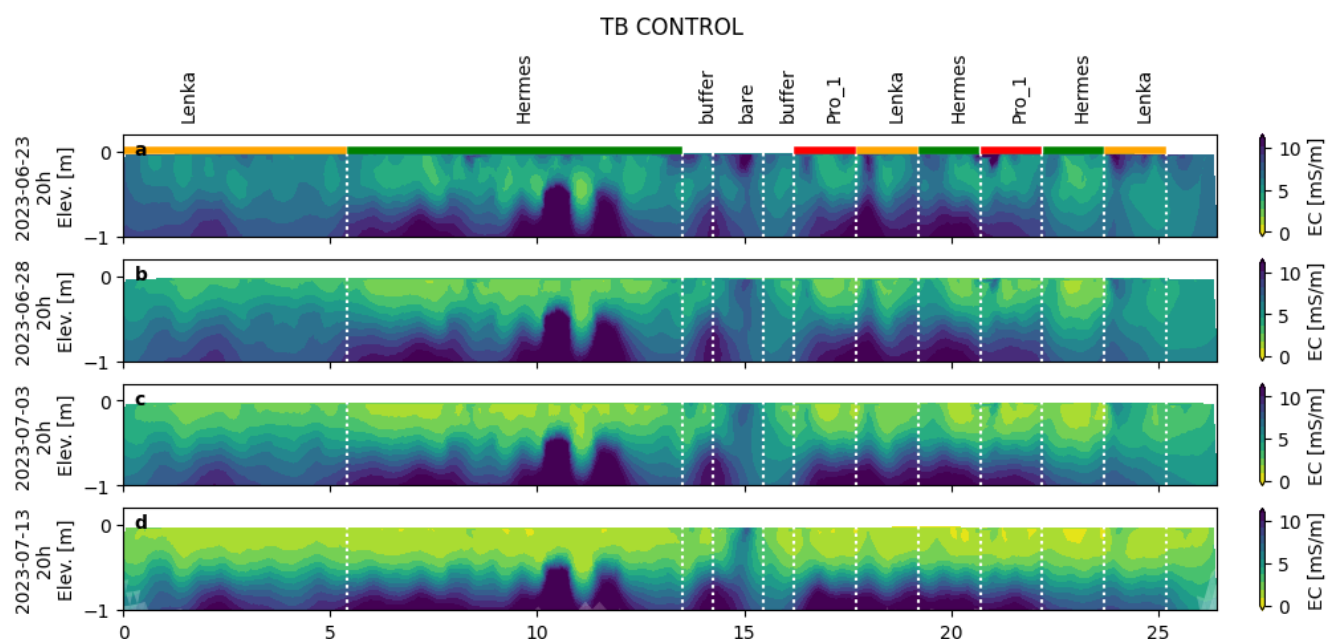 TB CONTROL
Lenka
Hermes
buffer
bare
buffer
Pro_1
Lenka
Hermes
Pro_1
Hermes
Lenka
2023-06-23
20h
Elev. [m]
0
−1
a
10
5
0
EC [mS/m]
2023-06-28
20h
Elev. [m]
0
−1
b
10
5
0
EC [mS/m]
2023-07-03
20h
Elev. [m]
0
−1
c
10
5
0
EC [mS/m]
2023-07-13
20h
Elev. [m]
0
−1
d
10
5
0
EC [mS/m]
0 5 10 15 20 25